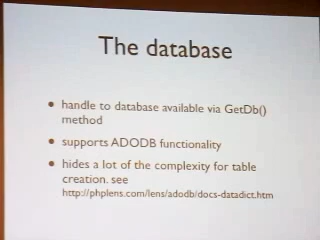 The database
• handle to database available via GetDb()
method
• supports ADODB functionality
• hides a lot of the complexity for table
creation. see
http://phplens.com/lens/adodb/docs-datadict.htm